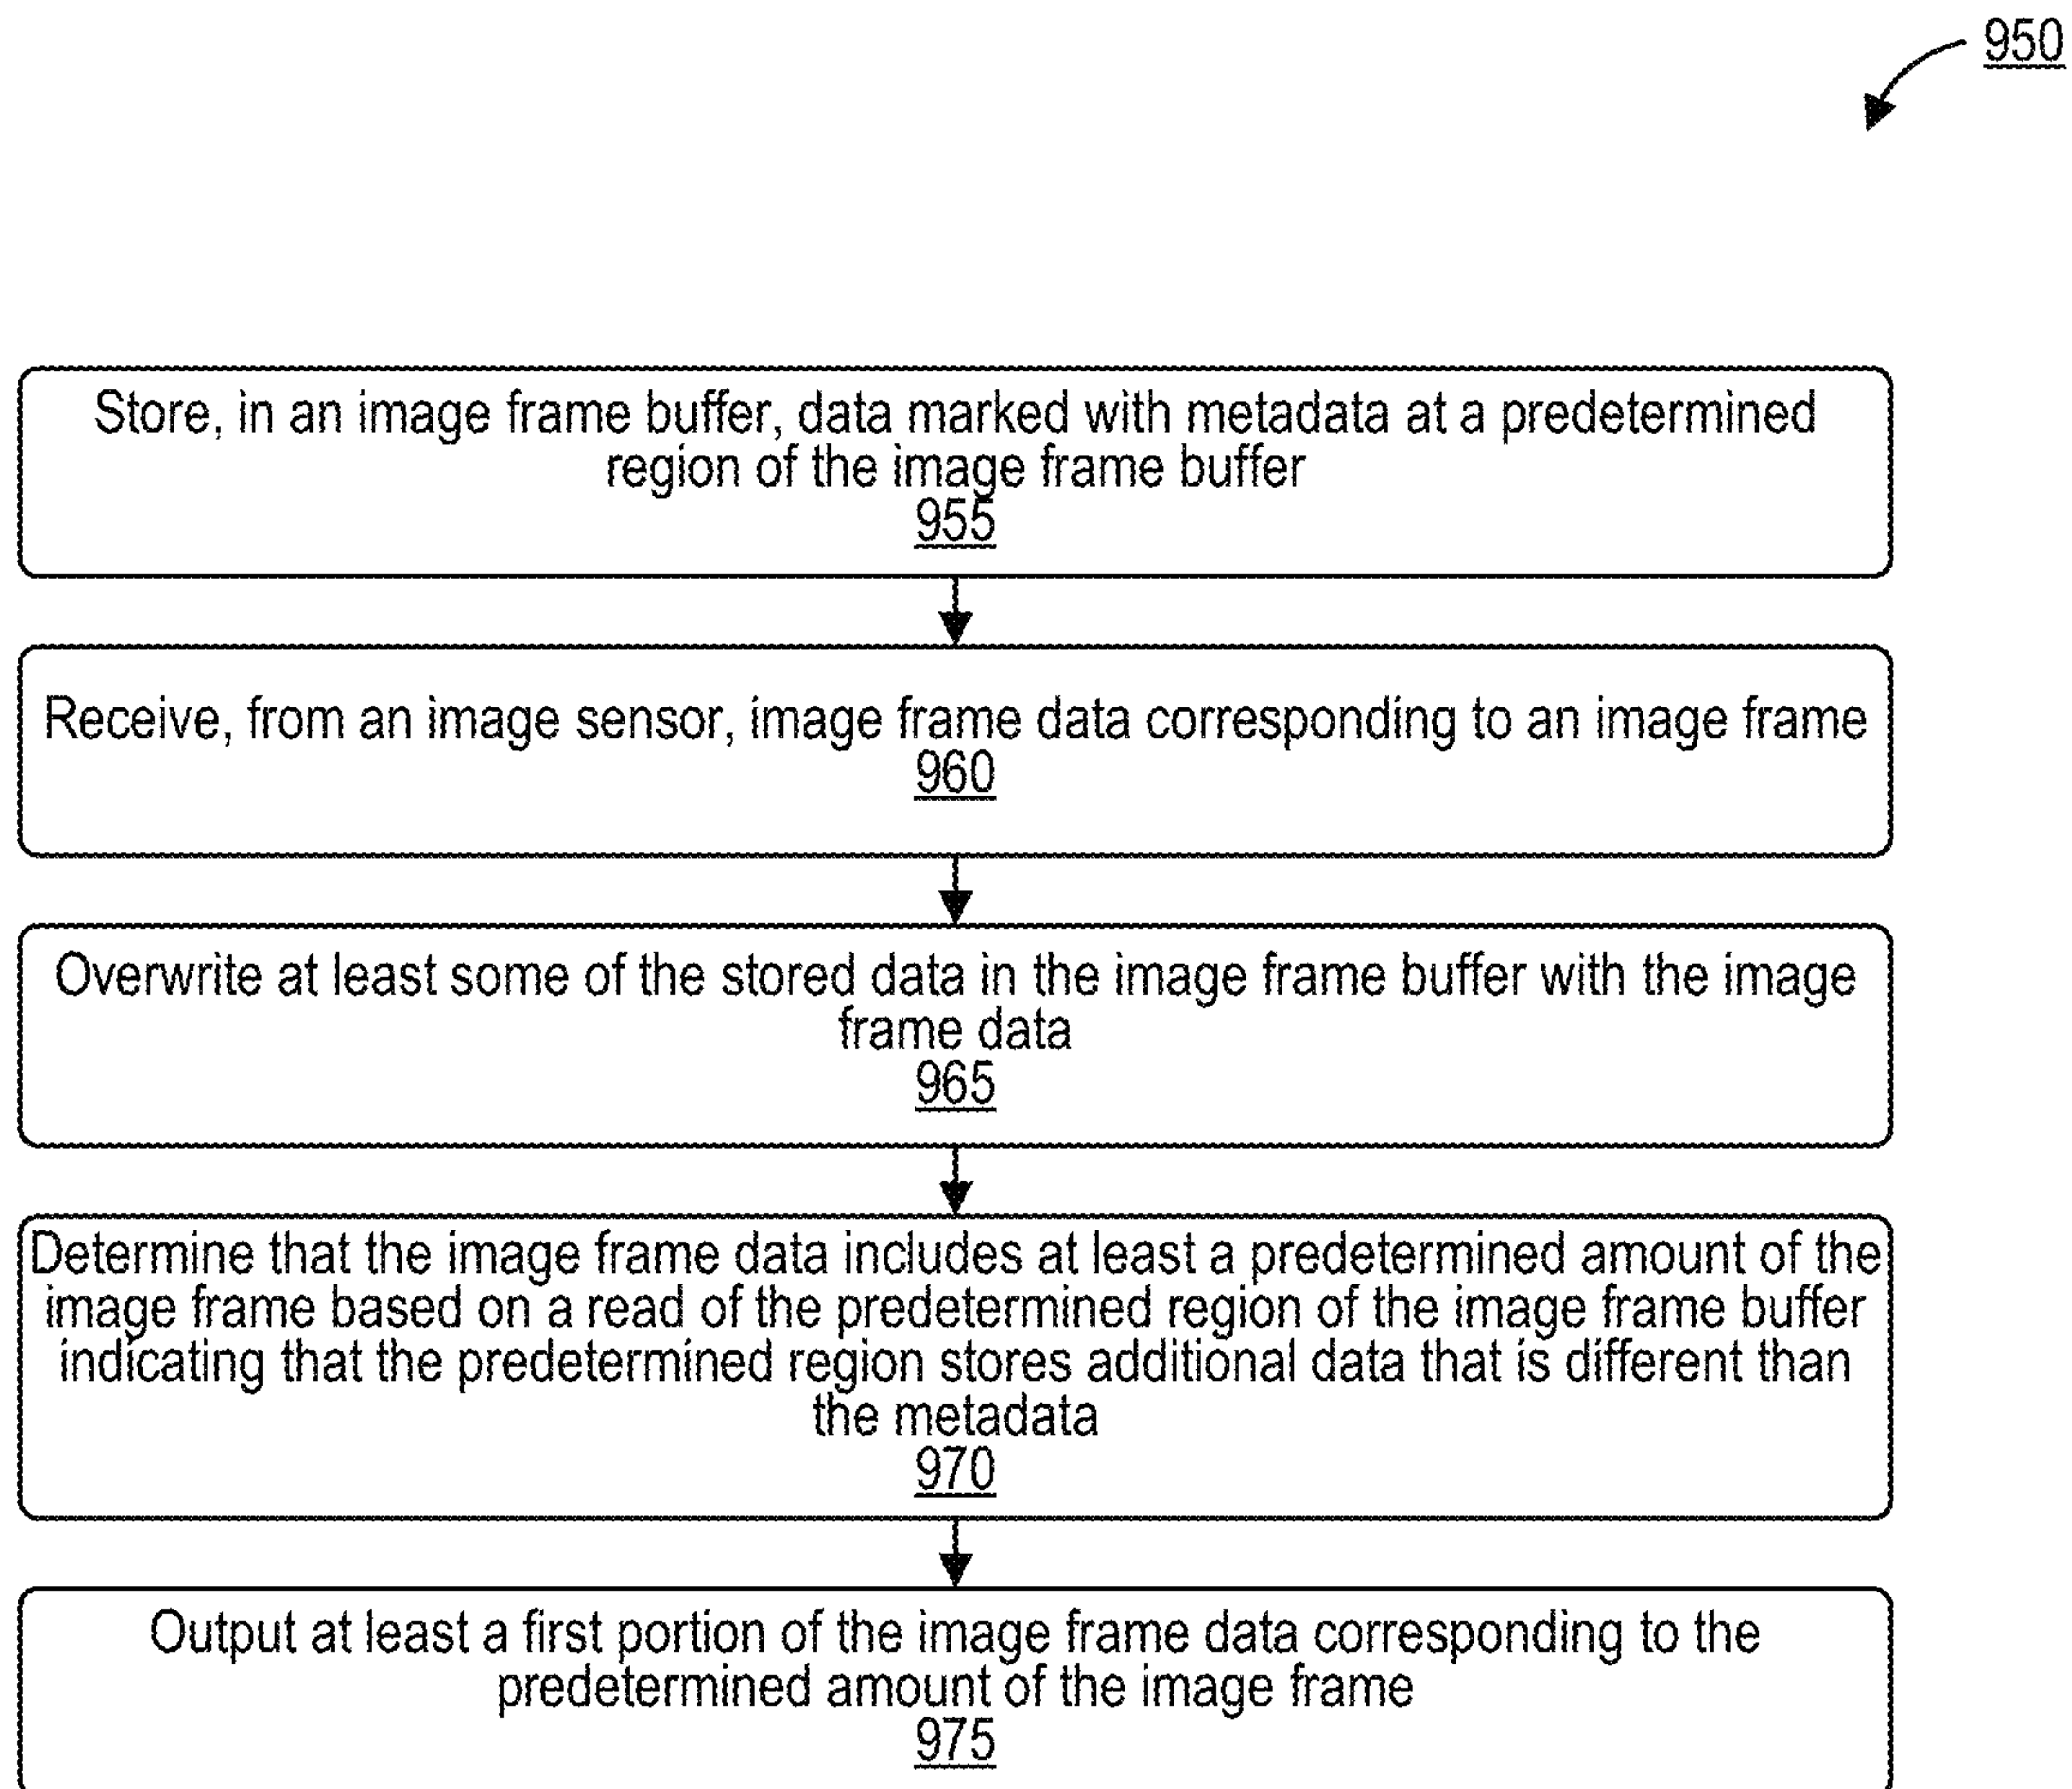 950
Store, in an image frame buffer, data marked with metadata at a predetermined
region of the image frame buffer
955
Receive, from an image sensor, image frame data corresponding to an image frame
960
Overwrite at least some of the stored data in the image frame buffer with the image
frame data
965
Determine that the image frame data includes at least a predetermined amount of the
image frame based on a read of the predetermined region of the image frame buffer
indicating that the predetermined region stores additional data that is different than
the metadata
970
Output at least a first portion of the image frame data corresponding to the
predetermined amount of the image frame
975